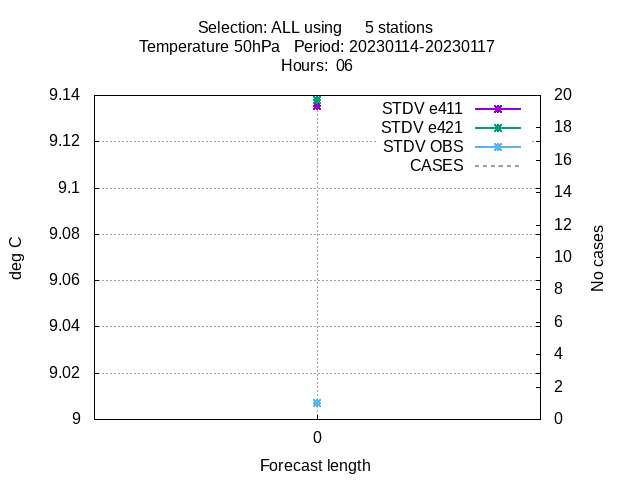 Selection: ALL using 5 stations
Temperature 50hPa Period: 20230114-20230117
Hours: 06
9.14
9.12
9.1
9.08
9.06
9.04
9.02
9
deg C
STDV e411
STDV e421
STDV OBS
CASES
20
18
16
14
12
10
8
6
4
2
0
No cases
0
Forecast length